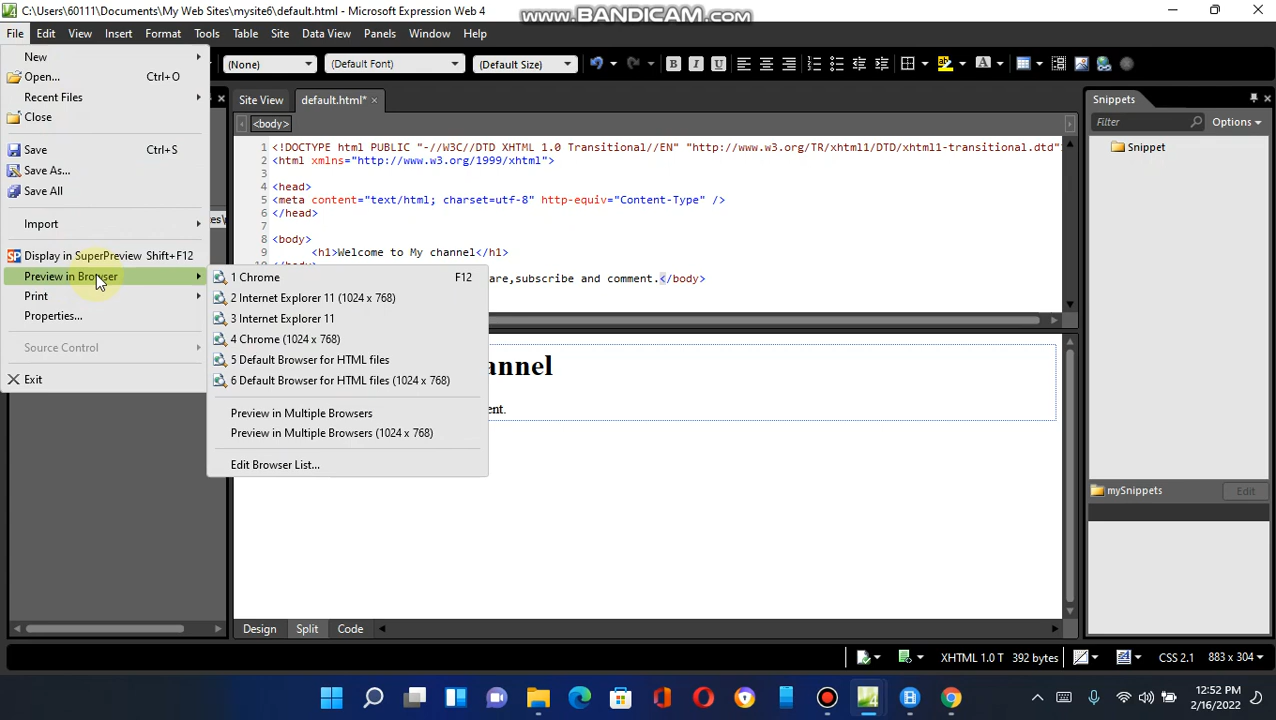 C:\Users\60111\Documents\My Web Sites\mysite6\default.html - Microsoft Expression Web 4
www.BANDICAM.com
File Edit View Insert Format Tools Table Site Data View Panels Window Help
(None) (Default Font) (Default Size) B I U A
New
Open... Ctrl+O
Recent Files
Close
Save Ctrl+S
Save As...
Save All
Import
SP Display in SuperPreview Shift+F12
Preview in Browser
Print
Properties...
Source Control
Exit
1 Chrome F12
2 Internet Explorer 11 (1024 x 768)
3 Internet Explorer 11
4 Chrome (1024 x 768)
5 Default Browser for HTML files
6 Default Browser for HTML files (1024 x 768)
Preview in Multiple Browsers
Preview in Multiple Browsers (1024 x 768)
Edit Browser List...
Site View default.html*
<body>
1 <!DOCTYPE html PUBLIC "-//W3C//DTD XHTML 1.0 Transitional//EN" "http://www.w3.org/TR/xhtml1/DTD/xhtml1-transitional.dtd"
2 <html xmlns="http://www.w3.org/1999/xhtml">
3
4 <head>
5 <meta content="text/html; charset=utf-8" http-equiv="Content-Type" />
6 </head>
7
8 <body>
9 <h1>Welcome to My channel</h1>
are,subscribe and comment.</body>
annel
ent.
Design Split Code
Snippets
Filter Options
Snippet
mySnippets Edit
XHTML 1.0 T 392 bytes CSS 2.1 883 x 304
12:52 PM
2/16/2022